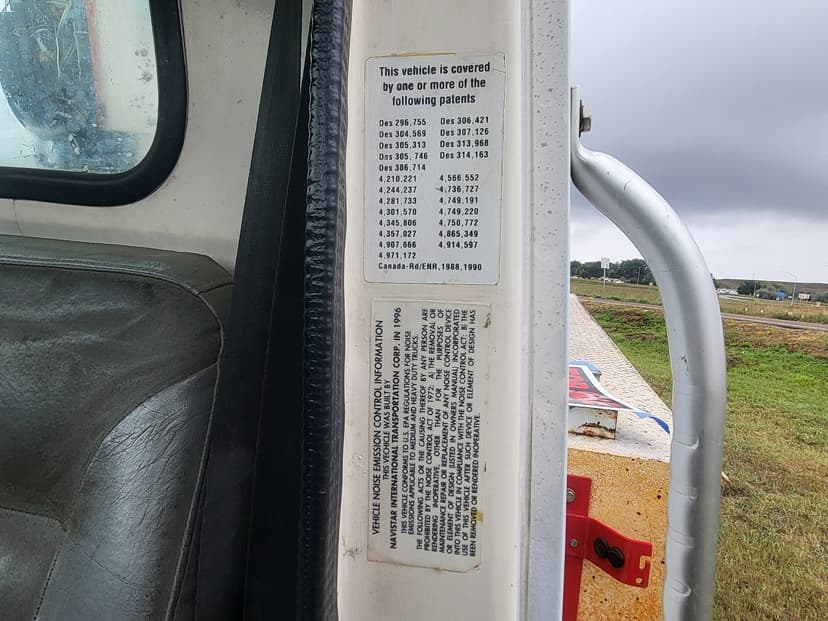 This vehicle is covered
by one or more of the
following patents
Des 296,755 Des 306,421
Des 304,569 Des 307,126
Des 305,313 Des 313,968
Des 305, 746 Des 314,163
Des 306,714
4,210,221 4,566,552
4,244,237 4,736,727
4,281,733 4,749,191
4,301,570 4,749,220
4,345,806 4,750,772
4,357,027 4,865,349
4,907,666 4,914,597
4,971,172
Canada-Rd/ENR, 1988, 1990
VEHICLE NOISE EMISSION CONTROL INFORMATION
THIS VECHICLE WAS BUILT BY
NAVISTAR INTERNATIONAL TRANSPORTATION CORP. IN 1996
THIS VEHICLE CONFORMS TO U.S. EPA REGULATIONS FOR NOISE
EMISSIONS APPLICABLE TO MEDIUM AND HEAVY DUTY TRUCKS.
THE FOLLOWING ACTS OR THE CAUSING THEREOF BY ANY PERSON ARE
PROHIBITED BY THE NOISE CONTROL ACT OF 1972: A) THE REMOVAL OR
RENDERING INOPERATIVE, OTHER THAN FOR THE PURPOSES OF
MAINTENANCE REPAIR OR REPLACEMENT OF ANY NOISE CONTROL DEVICE
OR ELEMENT OF DESIGN (LISTED IN OWNERS MANUAL) INCORPORATED
INTO THIS VEHICLE IN COMPLIANCE WITH THE NOISE CONTROL ACT; B) THE
USE OF THIS VEHICLE AFTER SUCH DEVICE OR ELEMENT OF DESIGN HAS
BEEN REMOVED OR RENDERED INOPERATIVE.